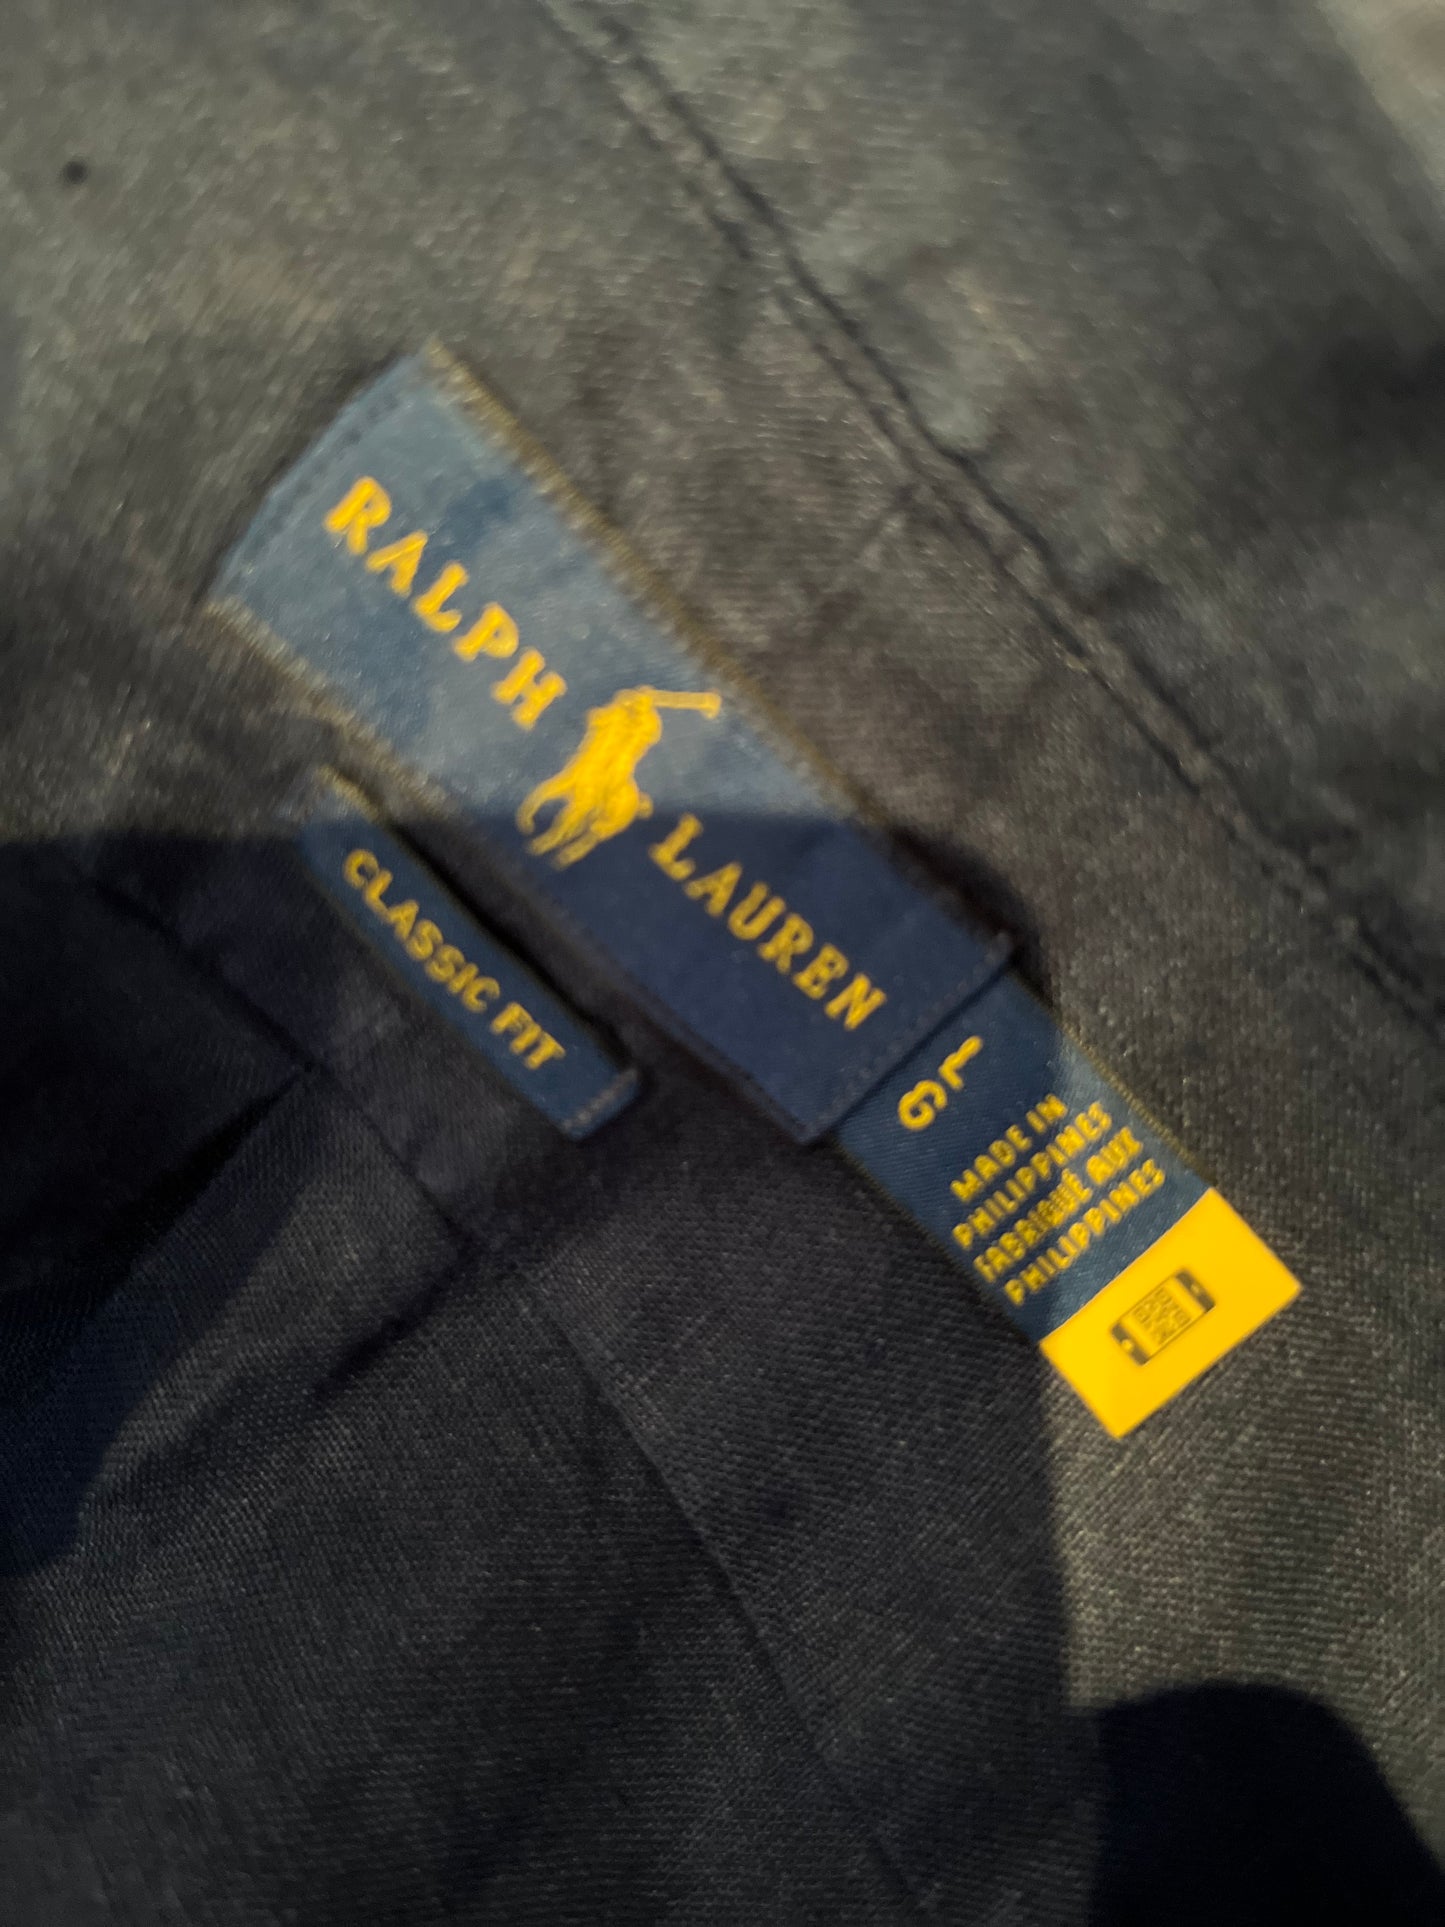 RALPH LAUREN
CLASSIC FIT
L
G
MADE IN
PHILIPPINES
FABRIQUÉ AUX
PHILIPPINES